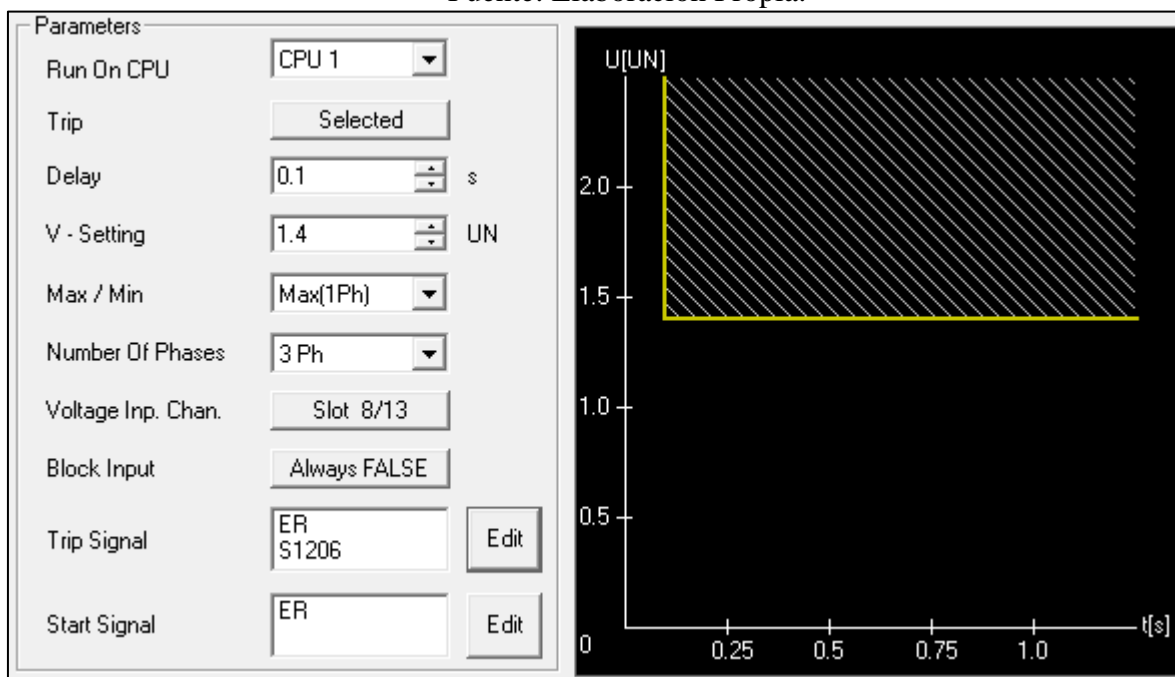 Fuente: Elaboración Propia.
Parameters
Run On CPU
CPU 1
Trip
Selected
Delay
0.1
s
V - Setting
1.4
UN
Max / Min
Max(1Ph)
Number Of Phases
3 Ph
Voltage Inp. Chan.
Slot 8/13
Block Input
Always FALSE
Trip Signal
ER
S1206
Edit
Start Signal
ER
Edit
U[UN]
2.0
1.5
1.0
0.5
0
0.25
0.5
0.75
1.0
t[s]